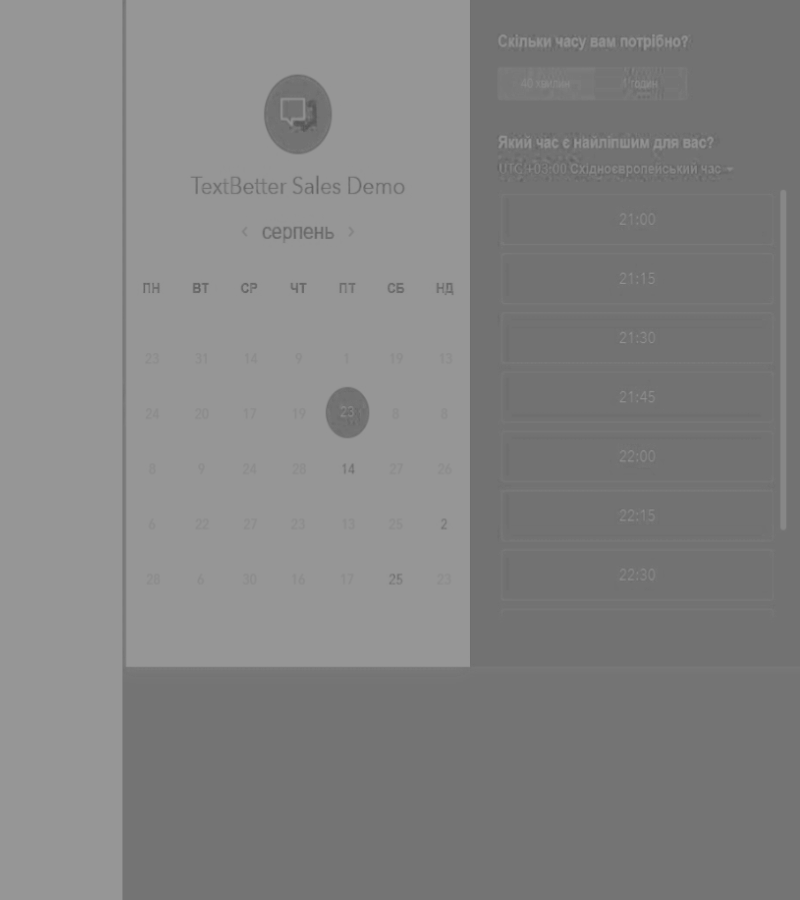 TextBetter Sales Demo
‹ серпень ›
ПН ВТ СР ЧТ ПТ СБ НД
23 31 14 9 1 19 13
24 20 17 19 23 8 8
8 9 24 28 14 27 26
6 22 27 23 13 25 2
28 6 30 16 17 25 23
Скільки часу вам потрібно?
40 хвилин 1 годин
Який час є найліпшим для вас?
UTC +03:00 Східноєвропейський час
21:00
21:15
21:30
21:45
22:00
22:15
22:30